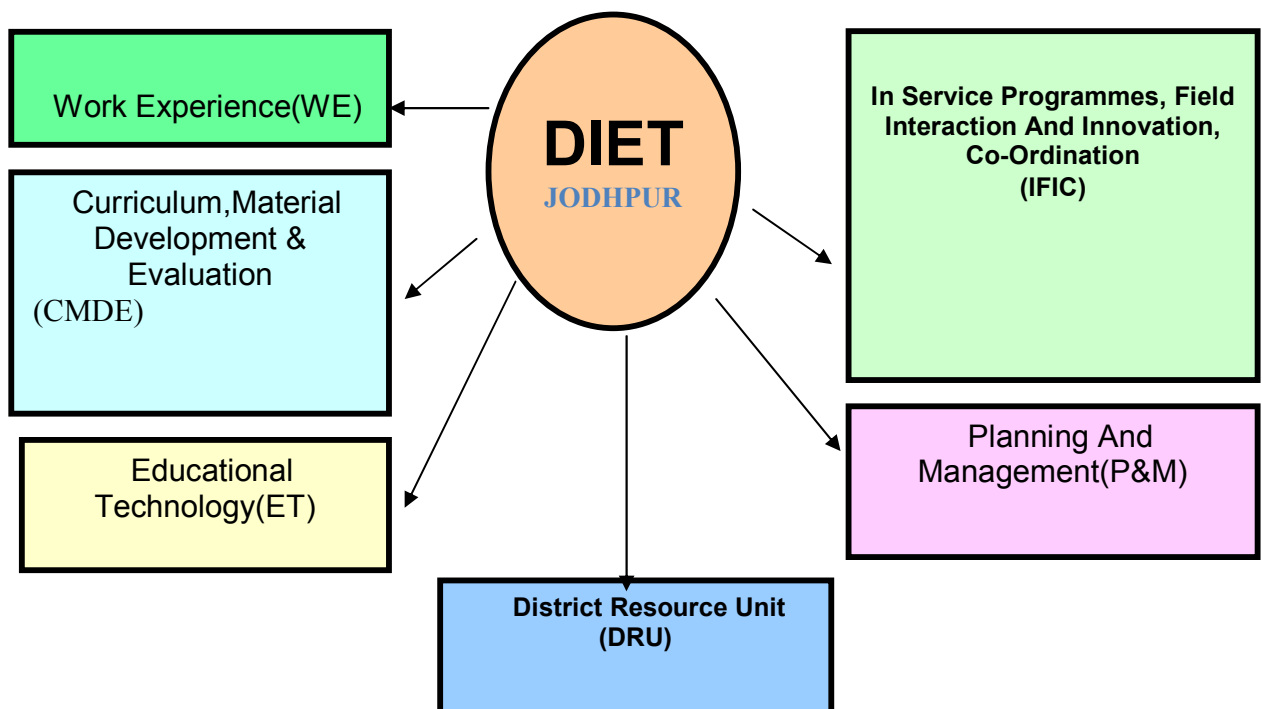 Work Experience(WE)
Curriculum,Material
Development &
Evaluation
(CMDE)
Educational
Technology(ET)
DIET
JODHPUR
District Resource Unit
(DRU)
In Service Programmes, Field
Interaction And Innovation,
Co-Ordination
(IFIC)
Planning And
Management(P&M)